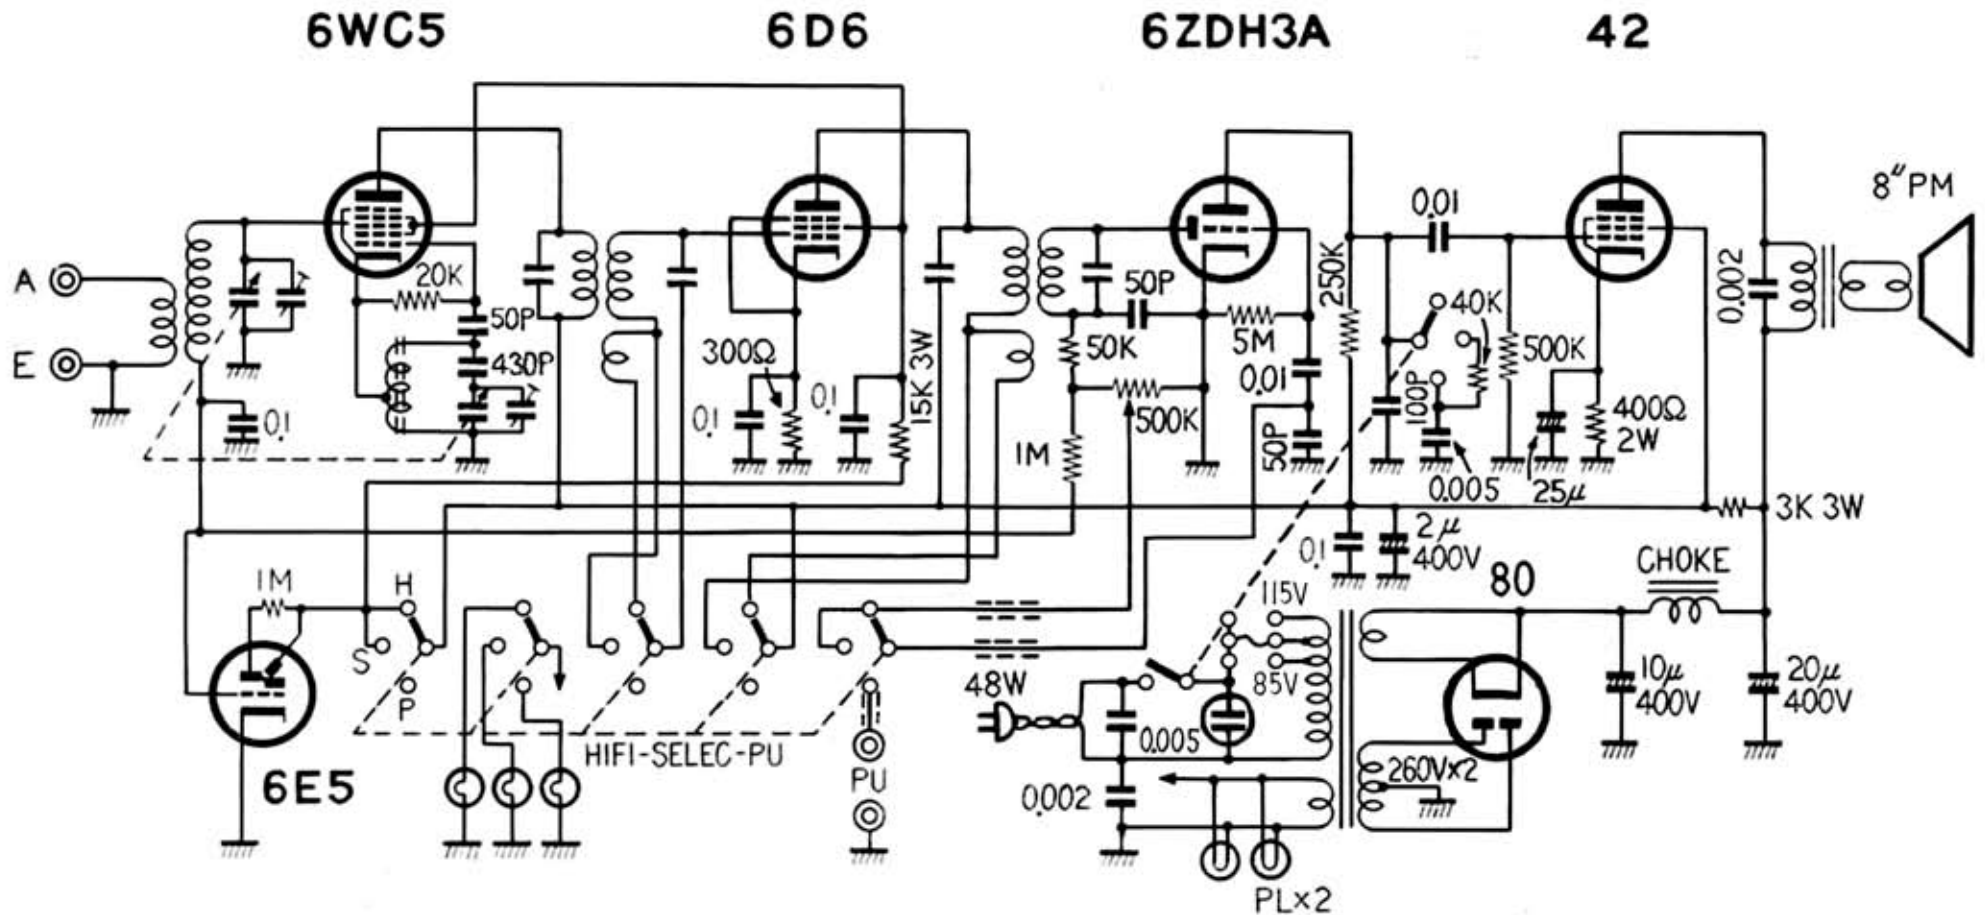 6WC5
6D6
6ZDH3A
42
8"PM
A
E
20K
50P
430P
0.1
300Ω
0.1
0.1
15K 3W
50P
50K
500K
1M
5M
0.01
50P
250K
0.01
40K
100P
0.005
500K
25μ
400Ω
2W
0.002
3K 3W
0.1
2μ
400V
80
CHOKE
1M
H
S
P
6E5
HIFI-SELEC-PU
PU
48W
115V
85V
0.005
0.002
260V×2
10μ
400V
20μ
400V
PL×2